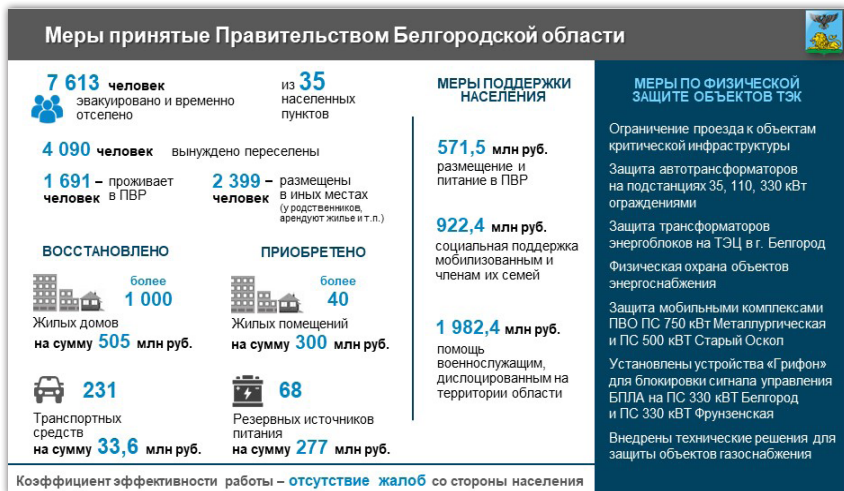 Меры принятые Правительством Белгородской области
7 613 человек
эвакуировано и временно
отселено
из 35
населенных
пунктов
4 090 человек вынуждено переселены
1 691 – проживает
человек в ПВР
2 399 – размещены
человек в иных местах
(у родственников,
арендуют жилье и т.п.)
ВОССТАНОВЛЕНО
более
1 000
Жилых домов
на сумму 505 млн руб.
ПРИОБРЕТЕНО
более
40
Жилых помещений
на сумму 300 млн руб.
231
Транспортных
средств
на сумму 33,6 млн руб.
68
Резервных источников
питания
на сумму 277 млн руб.
МЕРЫ ПОДДЕРЖКИ
НАСЕЛЕНИЯ
571,5 млн руб.
размещение и
питание в ПВР
922,4 млн руб.
социальная поддержка
мобилизованным и
членам их семей
1 982,4 млн руб.
помощь
военнослужащим,
дислоцированным на
территории области
МЕРЫ ПО ФИЗИЧЕСКОЙ
ЗАЩИТЕ ОБЪЕКТОВ ТЭК
Ограничение проезда к объектам
критической инфраструктуры
Защита автотрансформаторов
на подстанциях 35, 110, 330 кВт
ограждениями
Защита трансформаторов
энергоблоков на ТЭЦ в г. Белгород
Физическая охрана объектов
энергоснабжения
Защита мобильными комплексами
ПВО ПС 750 кВт Металлургическая
и ПС 500 кВТ Старый Оскол
Установлены устройства «Грифон»
для блокировки сигнала управления
БПЛА на ПС 330 кВТ Белгород
и ПС 330 кВТ Фрунзенская
Внедрены технические решения для
защиты объектов газоснабжения
Коэффициент эффективности работы – отсутствие жалоб со стороны населения